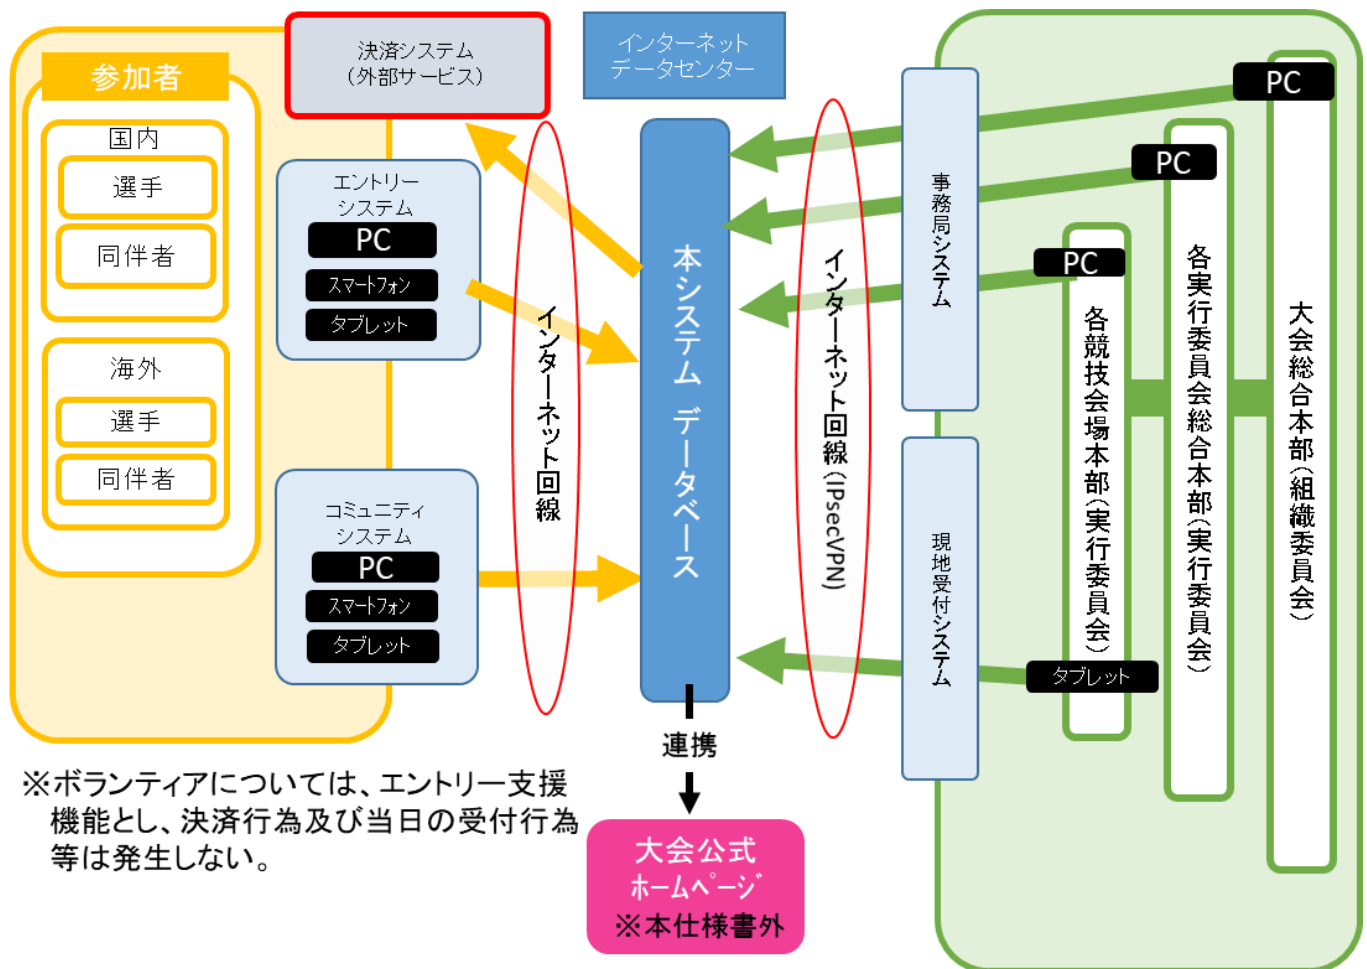 参加者
国内
選手
同伴者
海外
選手
同伴者
決済システム
（外部サービス）
エントリー
システム
PC
スマートフォン
タブレット
コミュニティ
システム
PC
スマートフォン
タブレット
インターネット回線
インターネット
データセンター
本システム データベース
連携
大会公式
ホームページ
※本仕様書外
インターネット回線（IPsecVPN）
事務局システム
現地受付システム
PC
PC
PC
タブレット
各競技会場本部（実行委員会）
各実行委員会総合本部（実行委員会）
大会総合本部（組織委員会）
※ボランティアについては、エントリー支援
機能とし、決済行為及び当日の受付行為
等は発生しない。